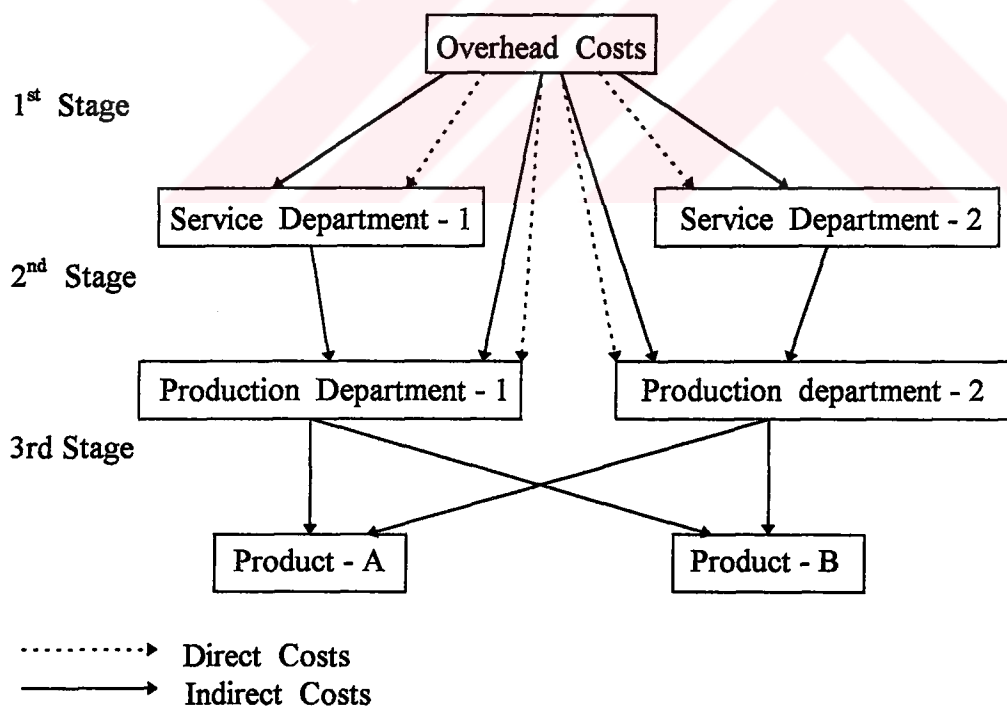 Overhead Costs
1st Stage
Service Department - 1
Service Department - 2
2nd Stage
Production Department - 1
Production department - 2
3rd Stage
Product - A
Product - B
Direct Costs
Indirect Costs